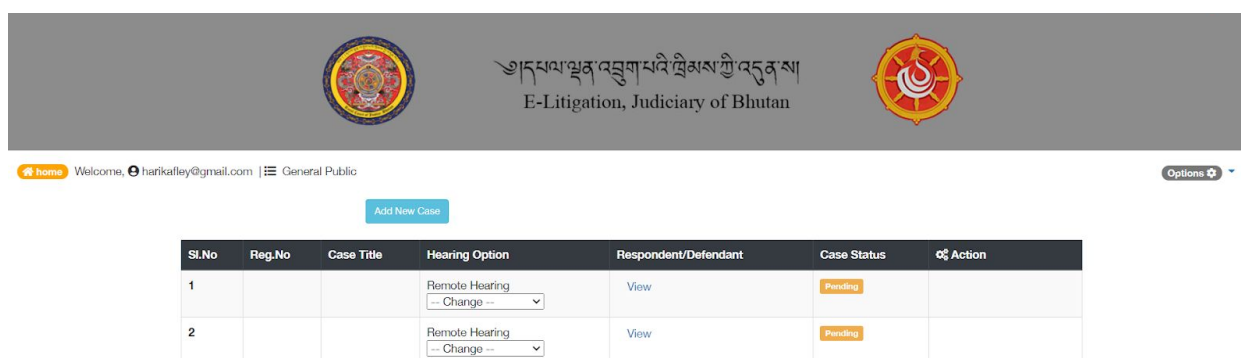 ༄།དཔལ་ལྡན་འབྲུག་པའི་ཁྲིམས་ཀྱི་འདུན་ས།
E-Litigation, Judiciary of Bhutan
home Welcome, harikafley@gmail.com | General Public
Options
Add New Case
Sl.No Reg.No Case Title Hearing Option Respondent/Defendant Case Status Action
1 Remote Hearing View Pending
-- Change --
2 Remote Hearing View Pending
-- Change --